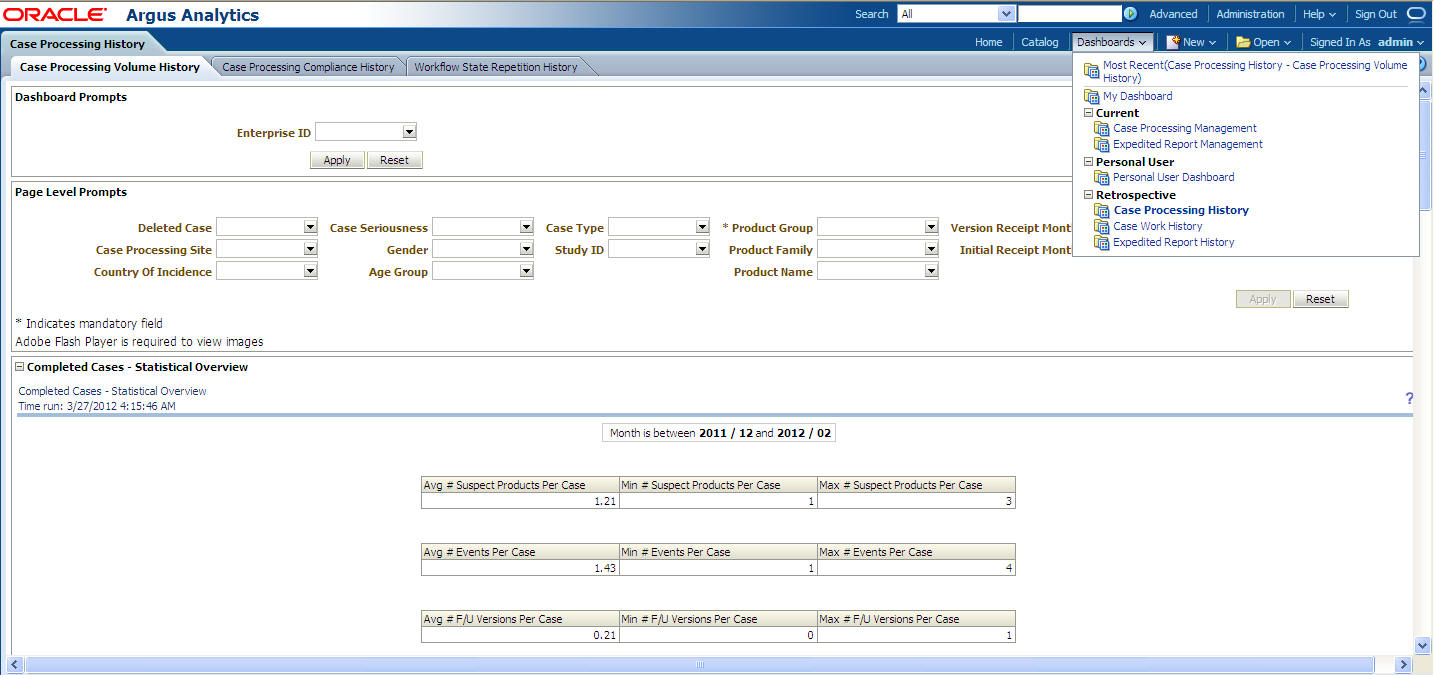 ORACLE Argus Analytics Search All Advanced Administration Help Sign Out
Case Processing History Home Catalog Dashboards New Open Signed In As admin
Case Processing Volume History Case Processing Compliance History Workflow State Repetition History
Most Recent(Case Processing History - Case Processing Volume
History)
My Dashboard
Current
Case Processing Management
Expedited Report Management
Personal User
Personal User Dashboard
Retrospective
Case Processing History
Case Work History
Expedited Report History
Dashboard Prompts
Enterprise ID
Apply Reset
Page Level Prompts
Deleted Case Case Seriousness Case Type * Product Group Version Receipt Mont
Case Processing Site Gender Study ID Product Family Initial Receipt Mont
Country Of Incidence Age Group Product Name
Apply Reset
* Indicates mandatory field
Adobe Flash Player is required to view images
Completed Cases - Statistical Overview
Completed Cases - Statistical Overview
Time run: 3/27/2012 4:15:46 AM
?
Month is between 2011 / 12 and 2012 / 02
Avg # Suspect Products Per Case Min # Suspect Products Per Case Max # Suspect Products Per Case
1.21 1 3
Avg # Events Per Case Min # Events Per Case Max # Events Per Case
1.43 1 4
Avg # F/U Versions Per Case Min # F/U Versions Per Case Max # F/U Versions Per Case
0.21 0 1